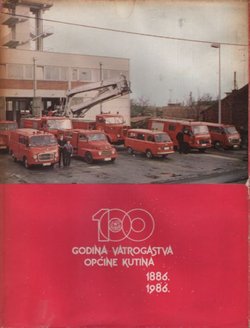 100
GODINA VATROGASTVA
OPĆINE KUTINA
1886.
1986.